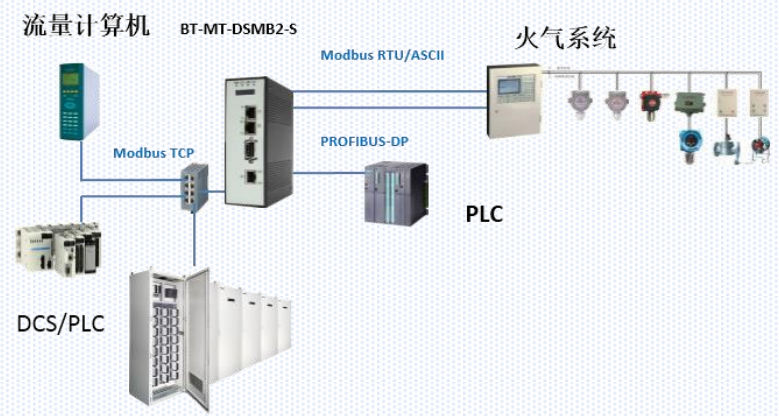 流量计算机
BT-MT-DSMB2-S
火气系统
Modbus RTU/ASCII
Modbus TCP
PROFIBUS-DP
PLC
DCS/PLC